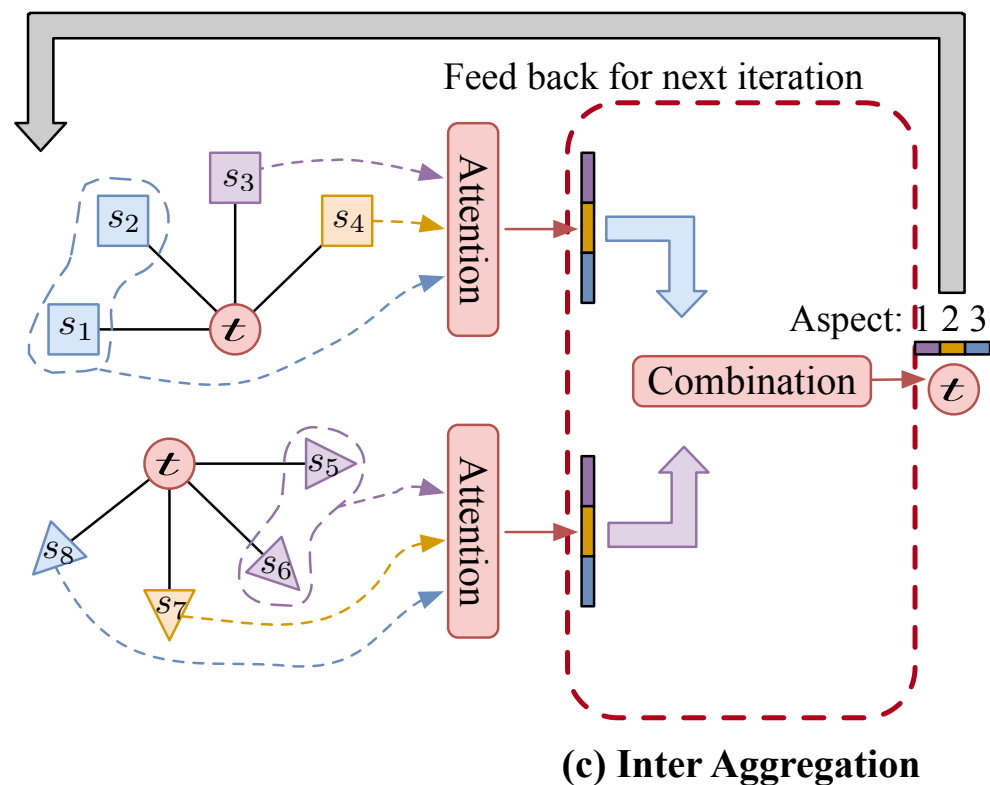 Feed back for next iteration
s3
s2
s4
s1
t
Attention
Aspect: 1 2 3
Combination
t
t
s5
s8
s6
s7
Attention
(c) Inter Aggregation